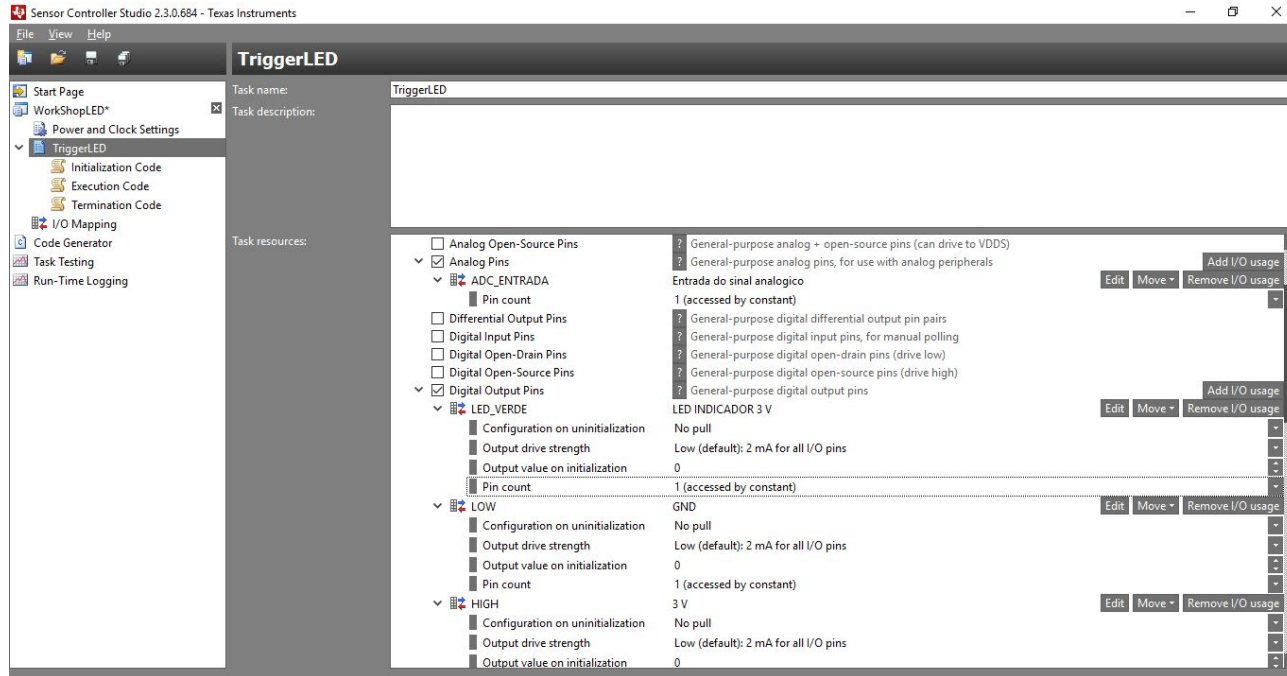 Sensor Controller Studio 2.3.0.684 - Texas Instruments
File View Help
TriggerLED
Start Page
WorkShopLED*
Power and Clock Settings
TriggerLED
Initialization Code
Execution Code
Termination Code
I/O Mapping
Code Generator
Task Testing
Run-Time Logging
Task name: TriggerLED
Task description:
Task resources:
Analog Open-Source Pins ? General-purpose analog + open-source pins (can drive to VDDS)
Analog Pins ? General-purpose analog pins, for use with analog peripherals Add I/O usage
ADC_ENTRADA Entrada do sinal analogico Edit Move Remove I/O usage
Pin count 1 (accessed by constant)
Differential Output Pins ? General-purpose digital differential output pin pairs
Digital Input Pins ? General-purpose digital input pins, for manual polling
Digital Open-Drain Pins ? General-purpose digital open-drain pins (drive low)
Digital Open-Source Pins ? General-purpose digital open-source pins (drive high)
Digital Output Pins ? General-purpose digital output pins Add I/O usage
LED_VERDE LED INDICADOR 3 V Edit Move Remove I/O usage
Configuration on uninitialization No pull
Output drive strength Low (default): 2 mA for all I/O pins
Output value on initialization 0
Pin count 1 (accessed by constant)
LOW GND Edit Move Remove I/O usage
Configuration on uninitialization No pull
Output drive strength Low (default): 2 mA for all I/O pins
Output value on initialization 0
Pin count 1 (accessed by constant)
HIGH 3 V Edit Move Remove I/O usage
Configuration on uninitialization No pull
Output drive strength Low (default): 2 mA for all I/O pins
Output value on initialization 0